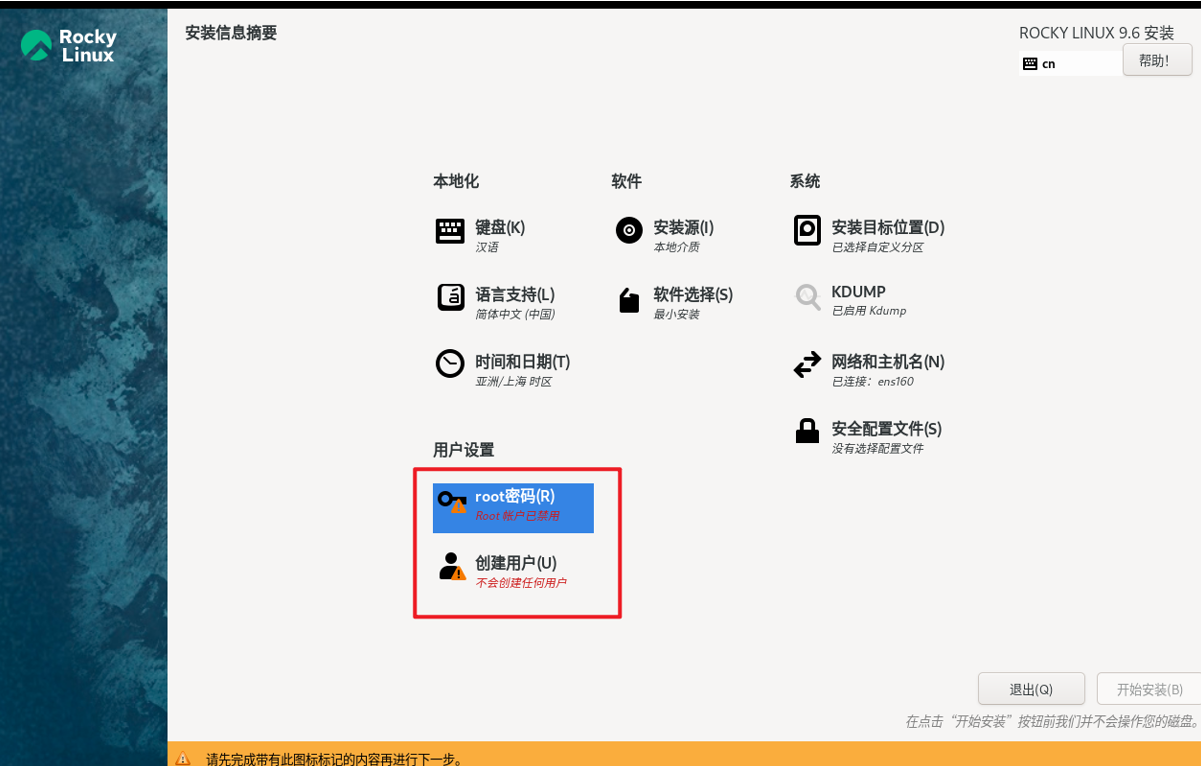 Rocky
Linux
安装信息摘要
ROCKY LINUX 9.6 安装
cn
帮助！
本地化
键盘(K)
汉语
语言支持(L)
简体中文 (中国)
时间和日期(T)
亚洲/上海 时区
软件
安装源(I)
本地介质
软件选择(S)
最小安装
系统
安装目标位置(D)
已选择自定义分区
KDUMP
已启用 Kdump
网络和主机名(N)
已连接：ens160
安全配置文件(S)
没有选择配置文件
用户设置
root密码(R)
Root 帐户已禁用
创建用户(U)
不会创建任何用户
退出(Q)
开始安装(B)
在点击“开始安装”按钮前我们并不会操作您的磁盘。
请先完成带有此图标标记的内容再进行下一步。